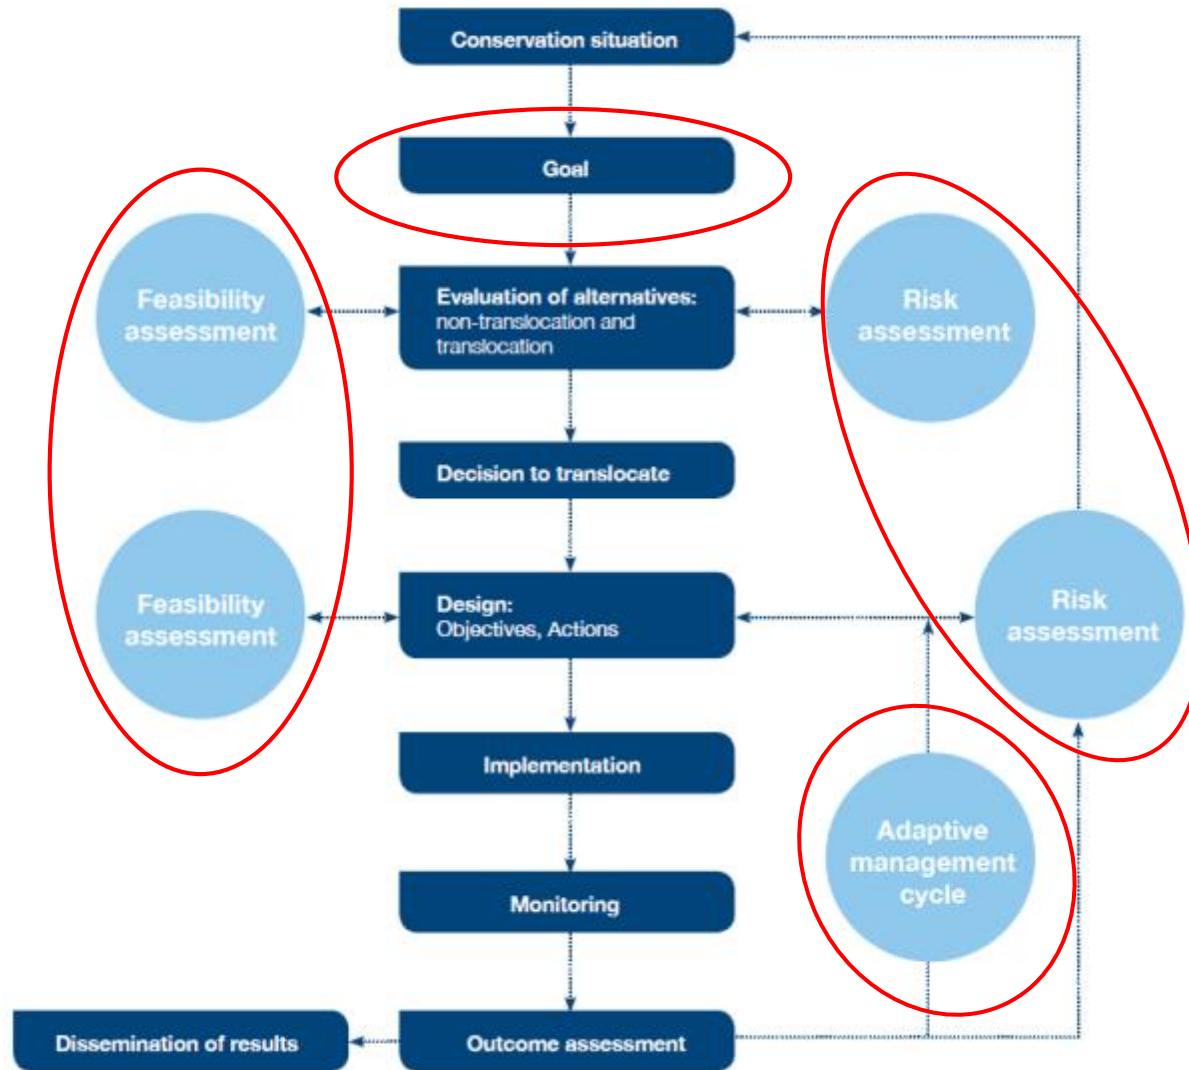 Conservation situation
Goal
Feasibility
assessment
Evaluation of alternatives:
non-translocation and
translocation
Risk
assessment
Decision to translocate
Feasibility
assessment
Design:
Objectives, Actions
Risk
assessment
Implementation
Adaptive
management
cycle
Monitoring
Dissemination of results
Outcome assessment